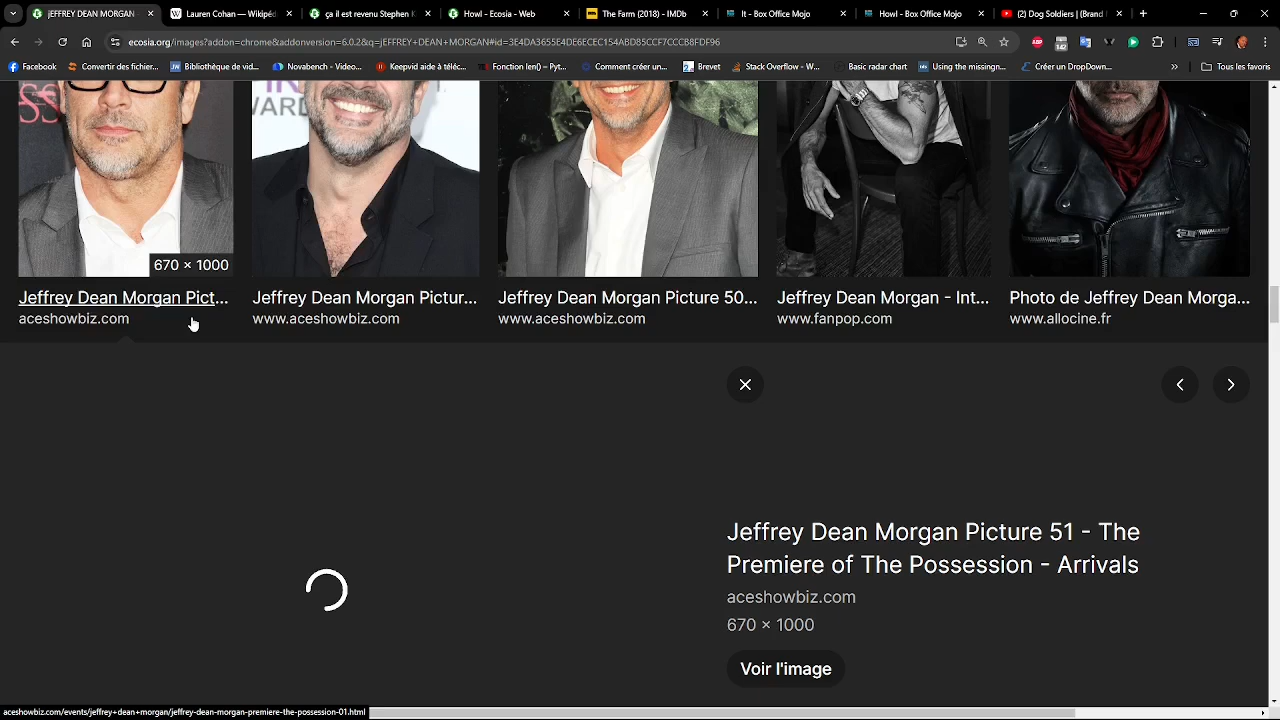 jEFFREY DEAN MORGAN
Lauren Cohan — Wikipéd
Howl - Ecosia - Web
The Farm (2018) - IMDb
It - Box Office Mojo
Howl - Box Office Mojo
(2) Dog Soldiers | (Brand
ecosia.org/images?addon=chrome&addonversion=6.0.2&q=jEFFREY+DEAN+MORGAN#id=3E4DA3655E4DE6ECEC154ABD85CCF7CCCB8FDF96
Facebook
Convertir des fichier...
Bibliothèque de vid...
Novabench - Video...
Keepvid aide à téléc...
Fonction len() – Pyt...
Comment créer un...
Brevet
Stack Overflow - W...
Basic radar chart
Using the reingan...
Créer un DropDown...
Tous les favoris
670 × 1000
Jeffrey Dean Morgan Pict...
aceshowbiz.com
Jeffrey Dean Morgan Pictur...
www.aceshowbiz.com
Jeffrey Dean Morgan Picture 50...
www.aceshowbiz.com
Jeffrey Dean Morgan - Int...
www.fanpop.com
Photo de Jeffrey Dean Morga...
www.allocine.fr
Jeffrey Dean Morgan Picture 51 - The
Premiere of The Possession - Arrivals
aceshowbiz.com
670 × 1000
Voir l'image
aceshowbiz.com/events/jeffrey+dean+morgan/jeffrey-dean-morgan-premiere-the-possession-01.html